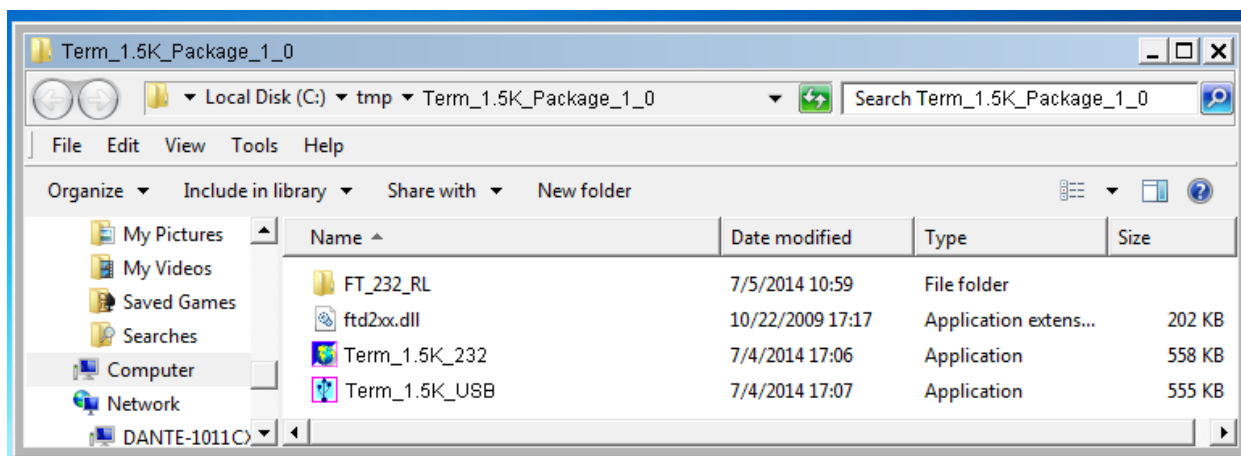 Term_1.5K_Package_1_0
Local Disk (C:) tmp Term_1.5K_Package_1_0 Search Term_1.5K_Package_1_0
File Edit View Tools Help
Organize Include in library Share with New folder
My Pictures Name Date modified Type Size
My Videos FT_232_RL 7/5/2014 10:59 File folder
Saved Games ftd2xx.dll 10/22/2009 17:17 Application extens... 202 KB
Searches Term_1.5K_232 7/4/2014 17:06 Application 558 KB
Computer Term_1.5K_USB 7/4/2014 17:07 Application 555 KB
Network
DANTE-1011C